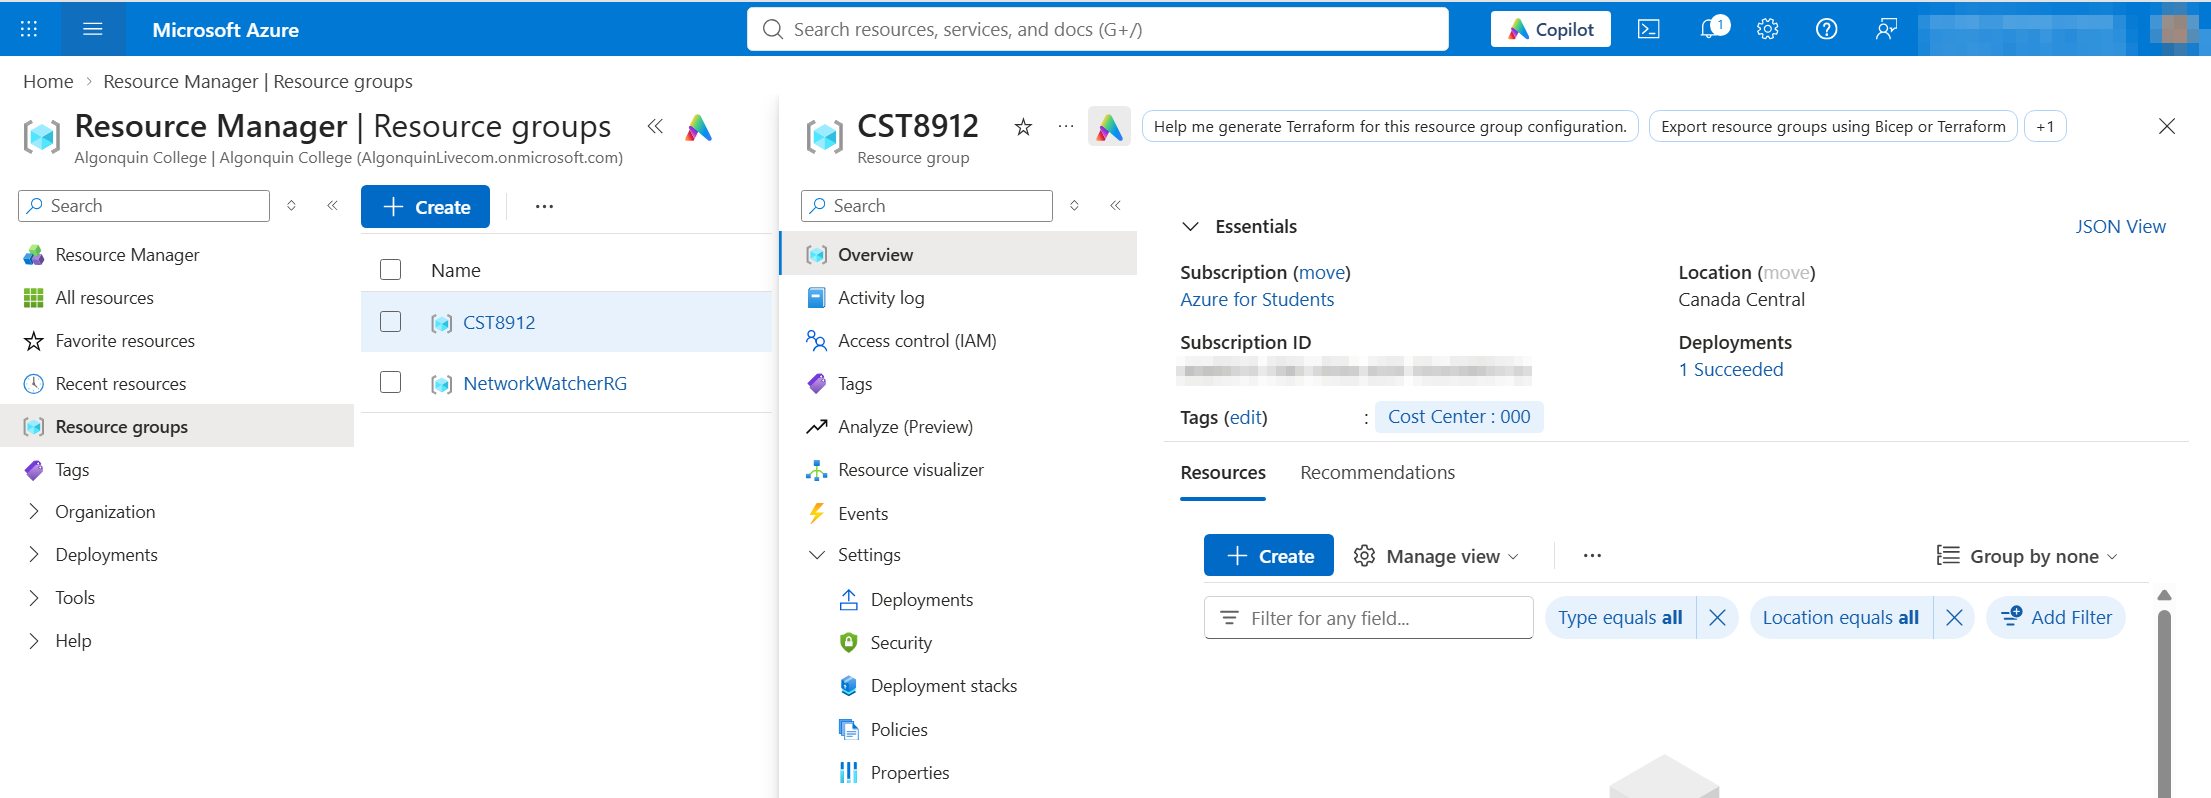 Microsoft Azure
Search resources, services, and docs (G+/)
Copilot
1
Home > Resource Manager | Resource groups
Resource Manager | Resource groups
Algonquin College | Algonquin College (AlgonquinLivecom.onmicrosoft.com)
Search
Resource Manager
All resources
Favorite resources
Recent resources
Resource groups
Tags
Organization
Deployments
Tools
Help
Create
Name
CST8912
NetworkWatcherRG
CST8912
Resource group
Help me generate Terraform for this resource group configuration.
Export resource groups using Bicep or Terraform
+1
Search
Overview
Activity log
Access control (IAM)
Tags
Analyze (Preview)
Resource visualizer
Events
Settings
Deployments
Security
Deployment stacks
Policies
Properties
Essentials
JSON View
Subscription (move)
Azure for Students
Subscription ID
Location (move)
Canada Central
Deployments
1 Succeeded
Tags (edit) : Cost Center : 000
Resources Recommendations
Create Manage view Group by none
Filter for any field... Type equals all Location equals all Add Filter